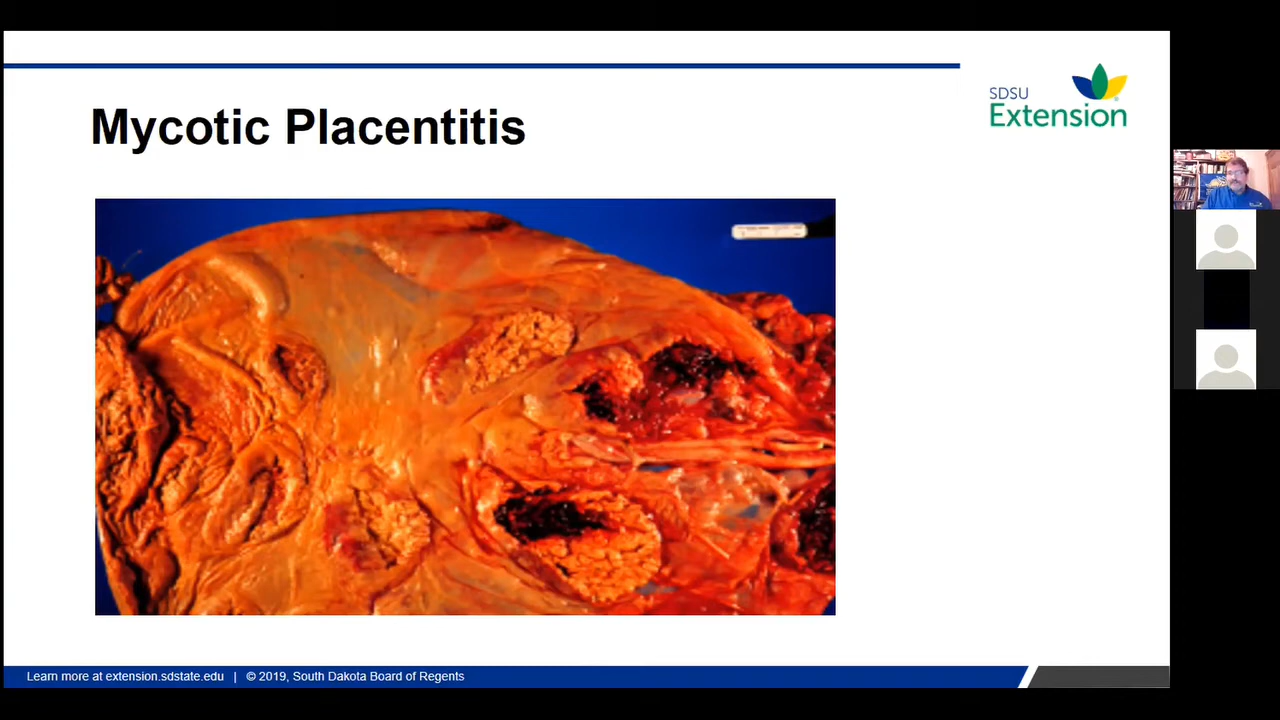 Mycotic Placentitis
SDSU
Extension
Learn more at extension.sdstate.edu | © 2019, South Dakota Board of Regents